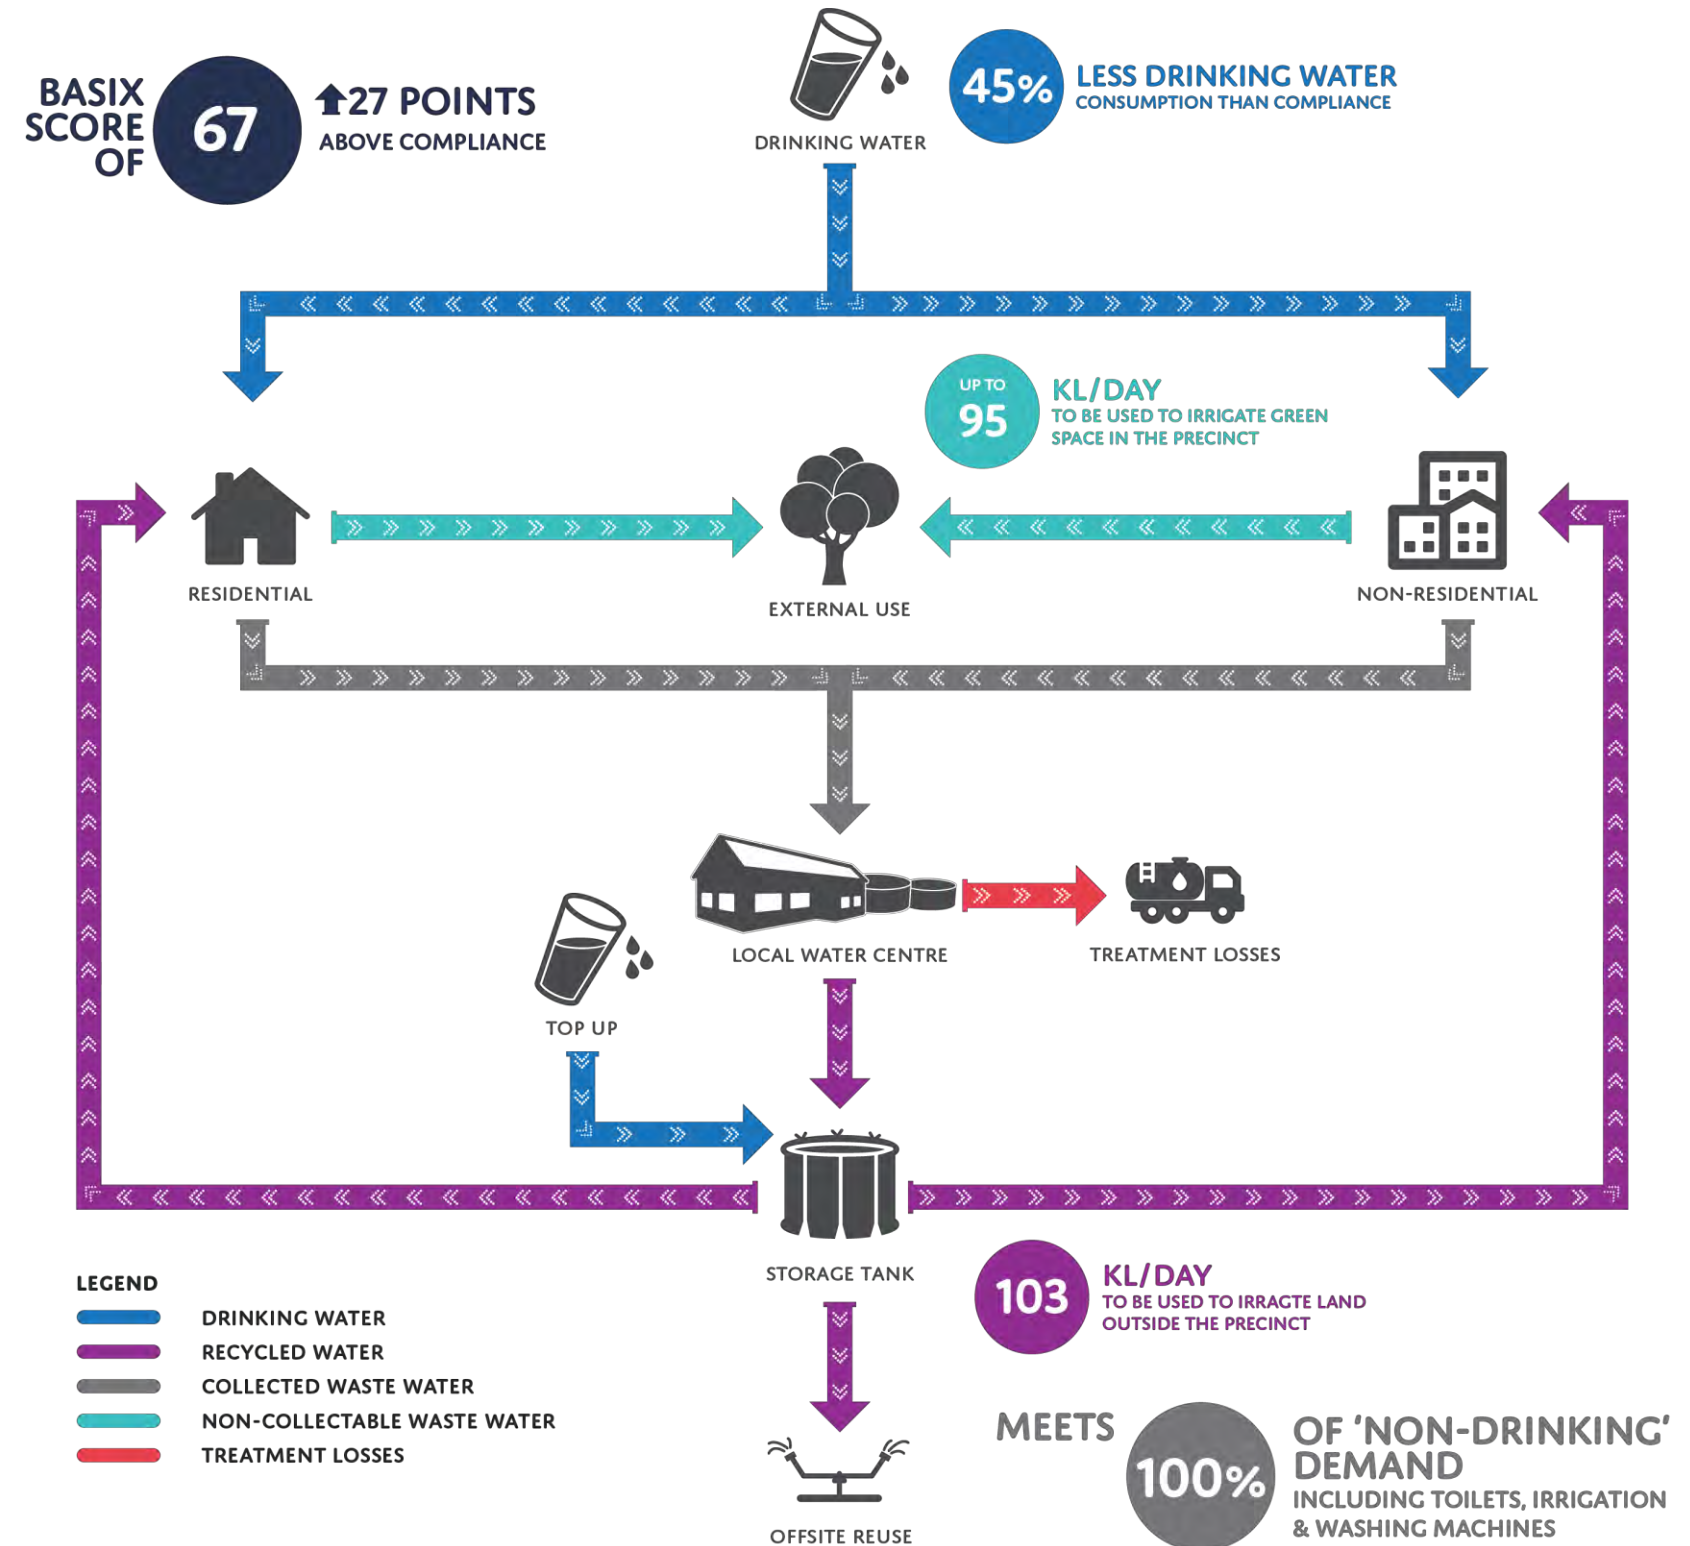 BASIX
SCORE
OF
67
27 POINTS
ABOVE COMPLIANCE
DRINKING WATER
45%
LESS DRINKING WATER
CONSUMPTION THAN COMPLIANCE
UP TO
95
KL/DAY
TO BE USED TO IRRIGATE GREEN
SPACE IN THE PRECINCT
RESIDENTIAL
EXTERNAL USE
NON-RESIDENTIAL
LOCAL WATER CENTRE
TREATMENT LOSSES
TOP UP
STORAGE TANK
103
KL/DAY
TO BE USED TO IRRAGTE LAND
OUTSIDE THE PRECINCT
LEGEND
DRINKING WATER
RECYCLED WATER
COLLECTED WASTE WATER
NON-COLLECTABLE WASTE WATER
TREATMENT LOSSES
OFFSITE REUSE
MEETS
100%
OF ‘NON-DRINKING‘
DEMAND
INCLUDING TOILETS, IRRIGATION
& WASHING MACHINES